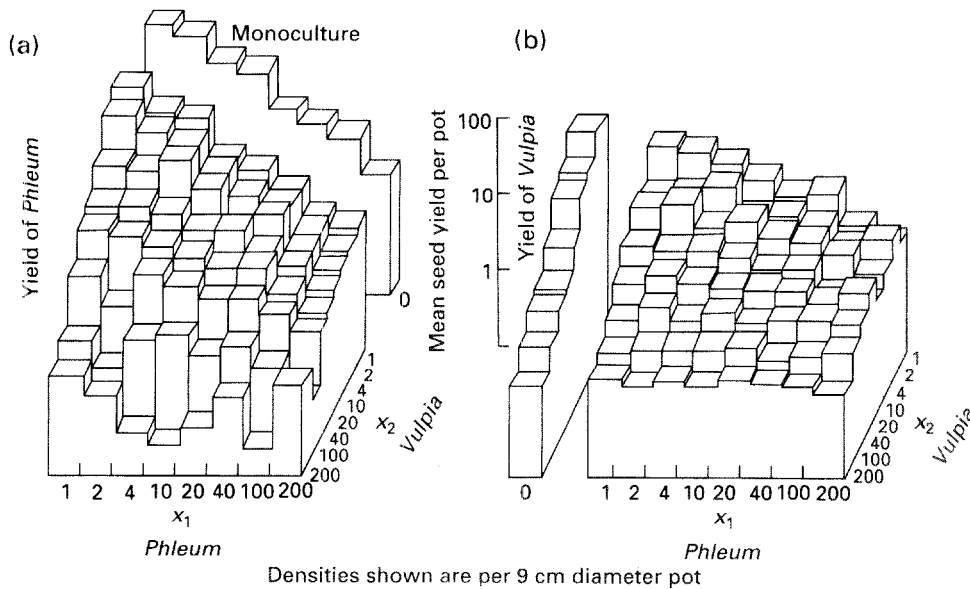 (a)
Monoculture
Yield of Phleum
0
1
2
4
10
20
40
100
200
x₂
Vulpia
1 2 4 10 20 40 100 200
x₁
Phleum
(b)
Mean seed yield per pot
100
10
1
Yield of Vulpia
0
1
2
4
10
20
40
100
200
x₂
Vulpia
1 2 4 10 20 40 100 200
x₁
Phleum
Densities shown are per 9 cm diameter pot